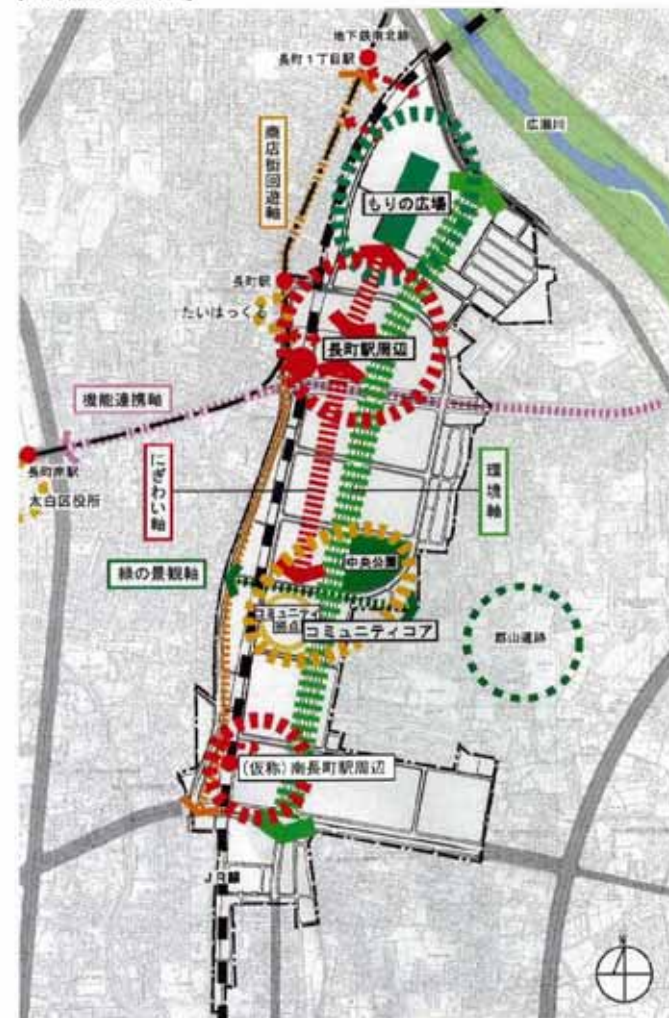 地下鉄南北線
長町1丁目駅
広瀬川
商店街回遊軸
もりの広場
長町駅
たいはっくる
長町駅周辺
機能連携軸
長町南駅
太白区役所
にぎわい軸
環境軸
緑の景観軸
中央公園
コミュニティ
拠点
コミュニティコア
郡山遺跡
(仮称)南長町駅周辺
JR線